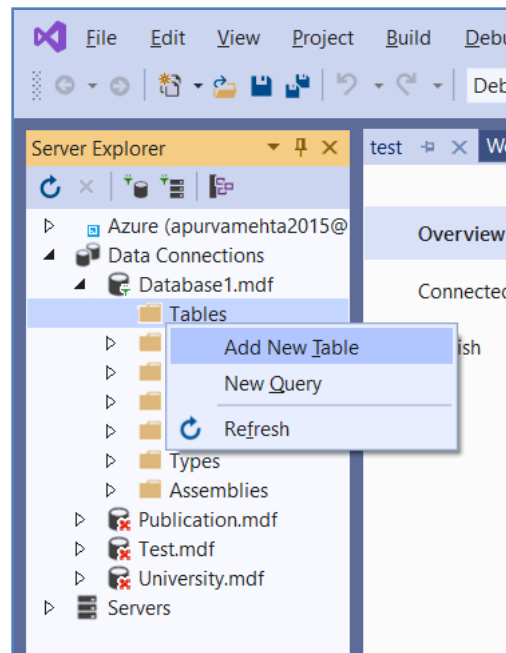 File Edit View Project Build Debu
Deb
Server Explorer
test We
Azure (apurvamehta2015@
Overview
Data Connections
Database1.mdf
Connected
Tables
Add New Table
ish
New Query
Refresh
Types
Assemblies
Publication.mdf
Test.mdf
University.mdf
Servers